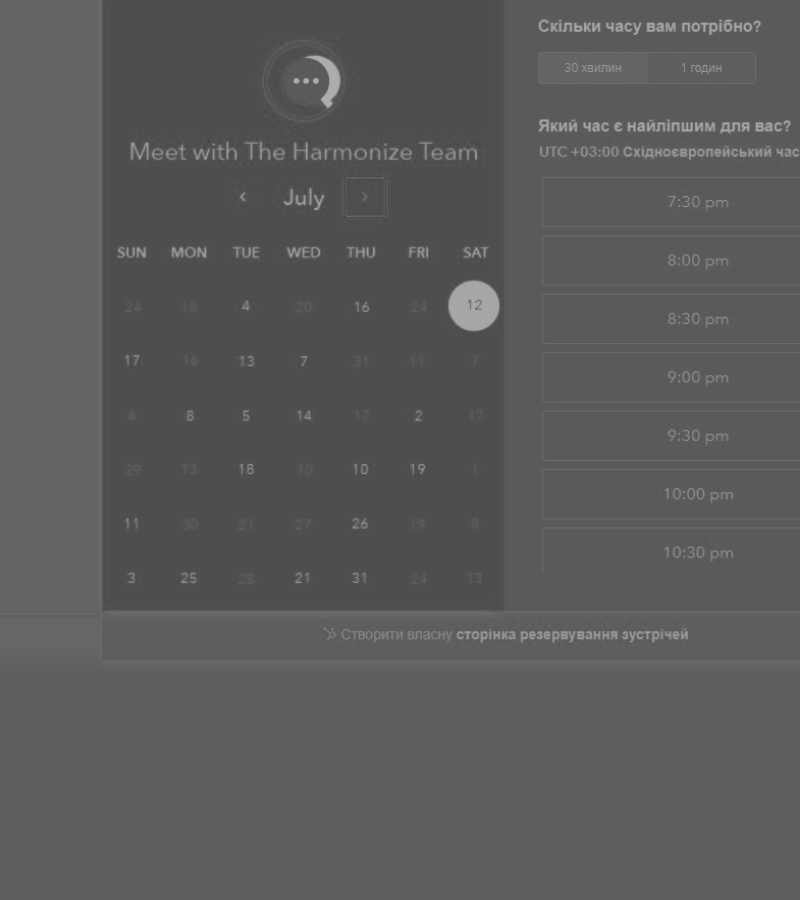 Meet with The Harmonize Team
July
SUN MON TUE WED THU FRI SAT
24 18 4 20 16 24 12
17 16 13 7 31 11 7
6 8 5 14 17 2 17
29 13 18 10 10 19 1
11 30 21 27 26 19 8
3 25 28 21 31 24 13
Скільки часу вам потрібно?
30 хвилин 1 годин
Який час є найліпшим для вас?
UTC +03:00 Східноєвропейський час
7:30 pm
8:00 pm
8:30 pm
9:00 pm
9:30 pm
10:00 pm
10:30 pm
Створити власну сторінка резервування зустрічей